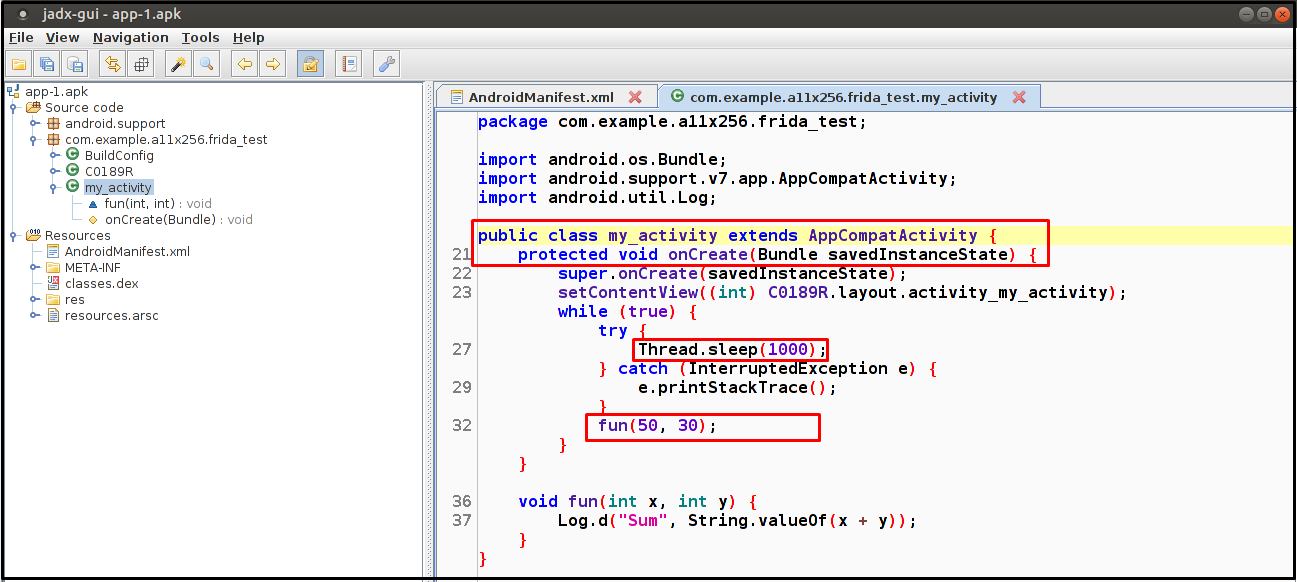 jadx-gui - app-1.apk
File View Navigation Tools Help
app-1.apk
Source code
android.support
com.example.a11x256.frida_test
BuildConfig
C0189R
my_activity
fun(int, int) : void
onCreate(Bundle) : void
Resources
AndroidManifest.xml
META-INF
classes.dex
res
resources.arsc
AndroidManifest.xml
com.example.a11x256.frida_test.my_activity
package com.example.a11x256.frida_test;
import android.os.Bundle;
import android.support.v7.app.AppCompatActivity;
import android.util.Log;
public class my_activity extends AppCompatActivity {
21 protected void onCreate(Bundle savedInstanceState) {
22 super.onCreate(savedInstanceState);
23 setContentView((int) C0189R.layout.activity_my_activity);
while (true) {
try {
27 Thread.sleep(1000);
} catch (InterruptedException e) {
29 e.printStackTrace();
}
32 fun(50, 30);
}
}
36 void fun(int x, int y) {
37 Log.d("Sum", String.valueOf(x + y));
}
}